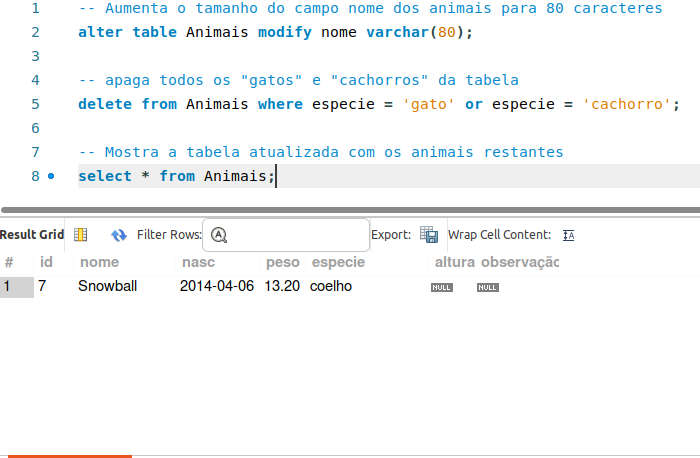 1 -- Aumenta o tamanho do campo nome dos animais para 80 caracteres
2 alter table Animais modify nome varchar(80);
3
4 -- apaga todos os "gatos" e "cachorros" da tabela
5 delete from Animais where especie = 'gato' or especie = 'cachorro';
6
7 -- Mostra a tabela atualizada com os animais restantes
8 select * from Animais;
Result Grid Filter Rows: Export: Wrap Cell Content:
# id nome nasc peso especie altura observação
1 7 Snowball 2014-04-06 13.20 coelho NULL NULL